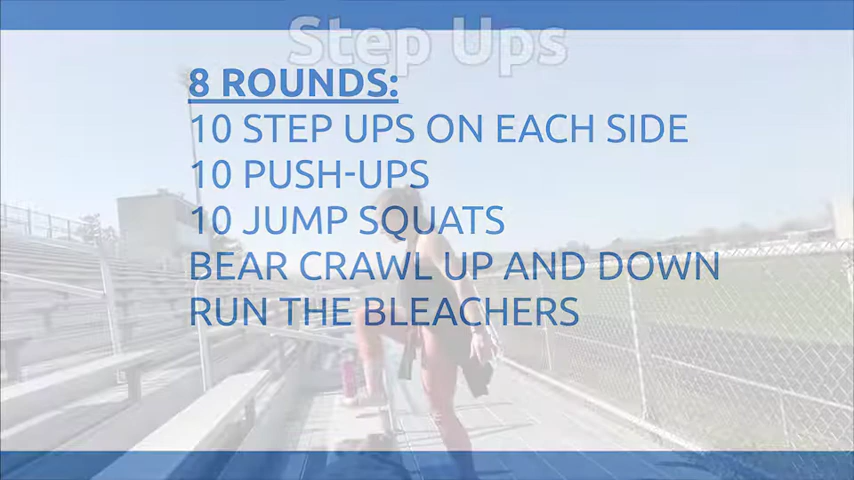 Step Ups
8 ROUNDS:
10 STEP UPS ON EACH SIDE
10 PUSH-UPS
10 JUMP SQUATS
BEAR CRAWL UP AND DOWN
RUN THE BLEACHERS